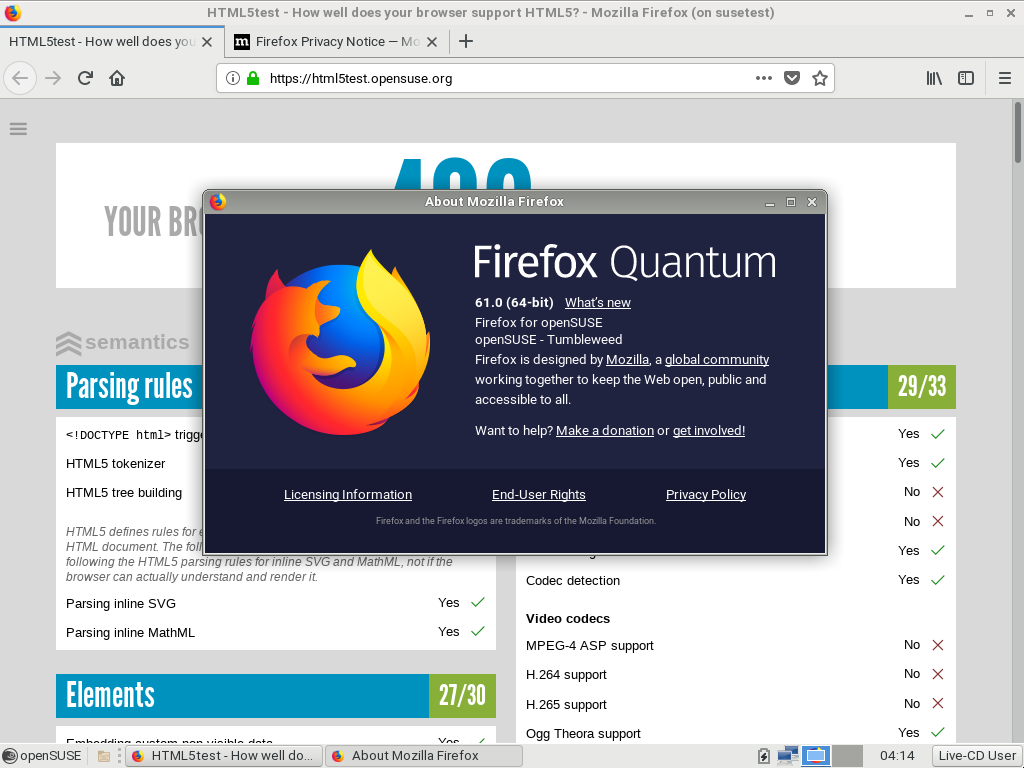 HTML5test - How well does your browser support HTML5? - Mozilla Firefox (on susetest)
HTML5test - How well does you
Firefox Privacy Notice — Mo
https://html5test.opensuse.org
YOUR BRO
semantics
Parsing rules
29/33
<!DOCTYPE html> trigge
HTML5 tokenizer
HTML5 tree building
HTML5 defines rules for e
HTML document. The foll
following the HTML5 parsing rules for inline SVG and MathML, not if the
browser can actually understand and render it.
Parsing inline SVG Yes
Parsing inline MathML Yes
Elements 27/30
Embedding custom non-visible data
Yes
Yes
No
No
Yes
Codec detection Yes
Video codecs
MPEG-4 ASP support No
H.264 support No
H.265 support No
Ogg Theora support Yes
About Mozilla Firefox
Firefox Quantum
61.0 (64-bit) What's new
Firefox for openSUSE
openSUSE - Tumbleweed
Firefox is designed by Mozilla, a global community
working together to keep the Web open, public and
accessible to all.
Want to help? Make a donation or get involved!
Licensing Information End-User Rights Privacy Policy
Firefox and the Firefox logos are trademarks of the Mozilla Foundation.
openSUSE
HTML5test - How well do...
About Mozilla Firefox
04:14
Live-CD User